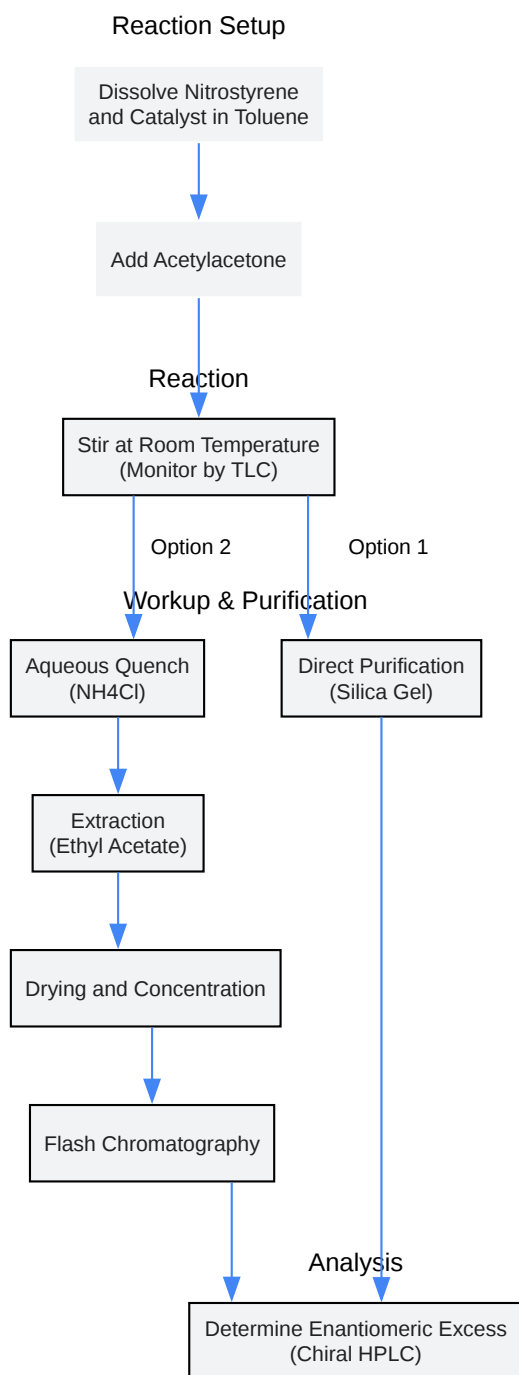 Reaction Setup
Dissolve Nitrostyrene
and Catalyst in Toluene
Add Acetylacetone
Reaction
Stir at Room Temperature
(Monitor by TLC)
Option 2
Option 1
Workup & Purification
Aqueous Quench
(NH4Cl)
Direct Purification
(Silica Gel)
Extraction
(Ethyl Acetate)
Drying and Concentration
Flash Chromatography
Analysis
Determine Enantiomeric Excess
(Chiral HPLC)